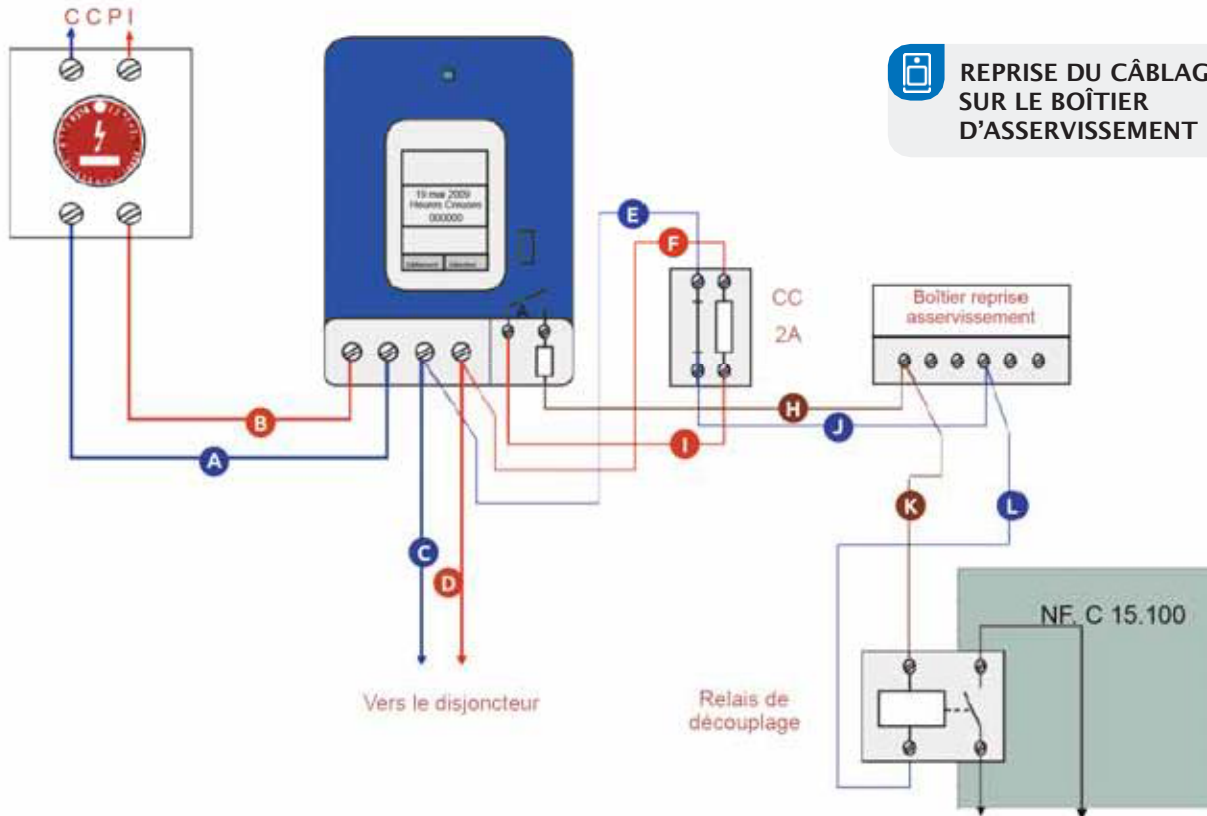 C C P I
REPRISE DU CÂBLAG
SUR LE BOÎTIER
D'ASSERVISSEMENT
19 mai 2009
Heures Creuses
000000
A
E
F
CC
2A
Boîtier reprise
asservissement
B
A
H
I
J
K
L
C
D
Vers le disjoncteur
Relais de
découplage
NF. C 15.100